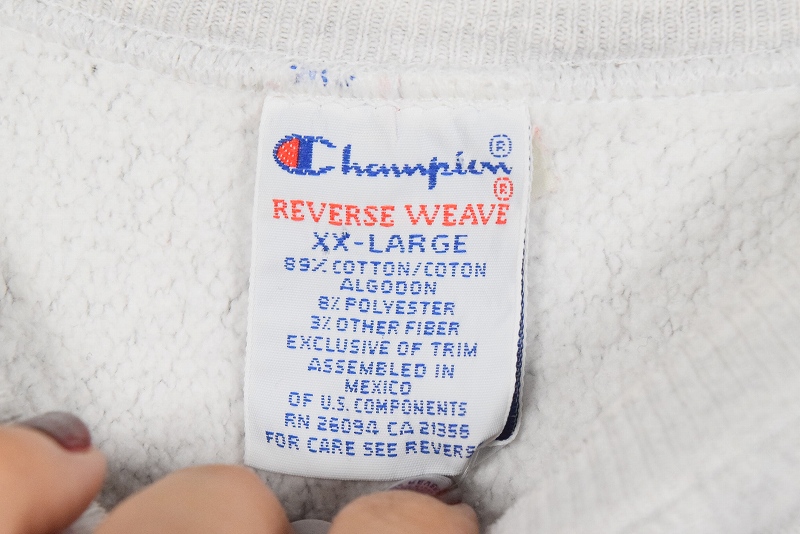 Champion®
REVERSE WEAVE®
XX-LARGE
89% COTTON/COTON
ALGODON
8% POLYESTER
3% OTHER FIBER
EXCLUSIVE OF TRIM
ASSEMBLED IN
MEXICO
OF U.S. COMPONENTS
RN 26094 CA 21356
FOR CARE SEE REVERS